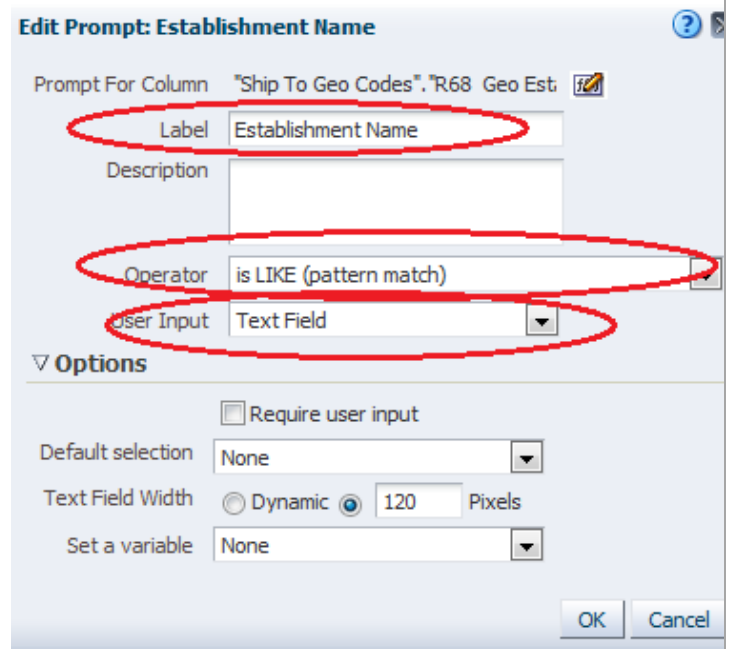 Edit Prompt: Establishment Name
Prompt For Column "Ship To Geo Codes"."R68 Geo Est
Label Establishment Name
Description
Operator is LIKE (pattern match)
User Input Text Field
Options
Require user input
Default selection None
Text Field Width Dynamic 120 Pixels
Set a variable None
OK Cancel